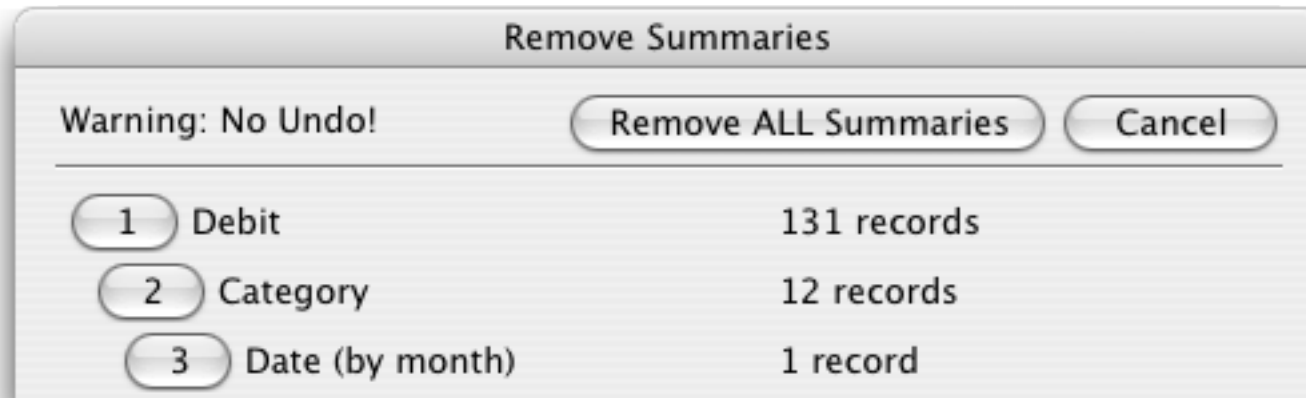 Remove Summaries
Warning: No Undo! Remove ALL Summaries Cancel
1 Debit 131 records
2 Category 12 records
3 Date (by month) 1 record